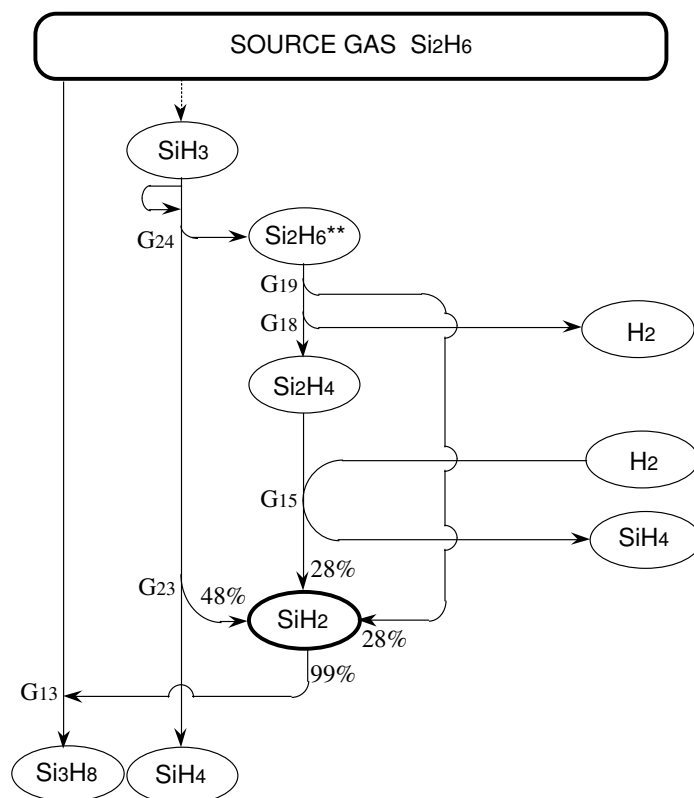 SOURCE GAS Si2H6
SiH3
G24
Si2H6**
G19
G18
H2
Si2H4
H2
G15
SiH4
28%
G23
48%
SiH2
28%
99%
G13
Si3H8
SiH4